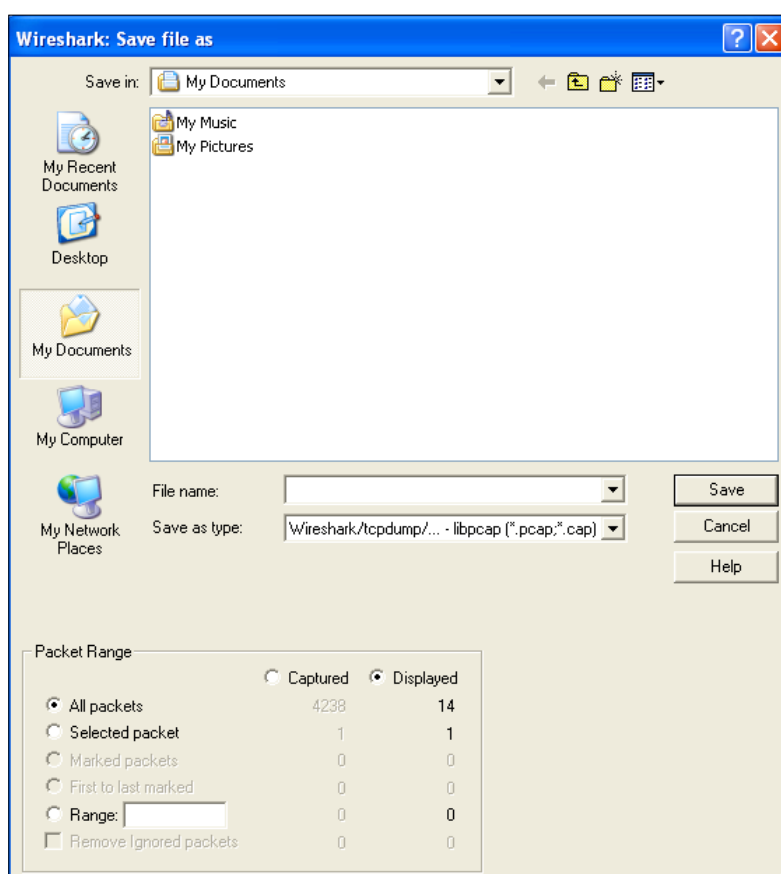 Wireshark: Save file as
Save in: My Documents
My Music
My Pictures
My Recent
Documents
Desktop
My Documents
My Computer
My Network
Places
File name:
Save
Save as type: Wireshark/tcpdump/... - libpcap (*.pcap;*.cap)
Cancel
Help
Packet Range
Captured Displayed
All packets 4238 14
Selected packet 1 1
Marked packets 0 0
First to last marked 0 0
Range: 0 0
Remove Ignored packets 0 0